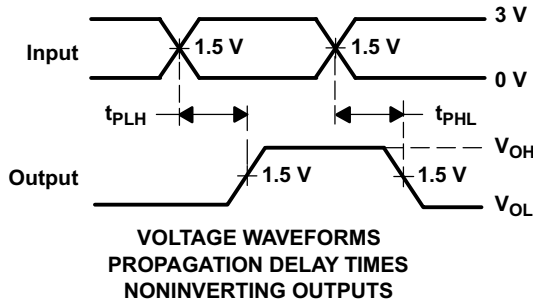 3 V
Input
1.5 V
1.5 V
0 V
tPLH
tPHL
VOH
Output
1.5 V
1.5 V
VOL
VOLTAGE WAVEFORMS
PROPAGATION DELAY TIMES
NONINVERTING OUTPUTS